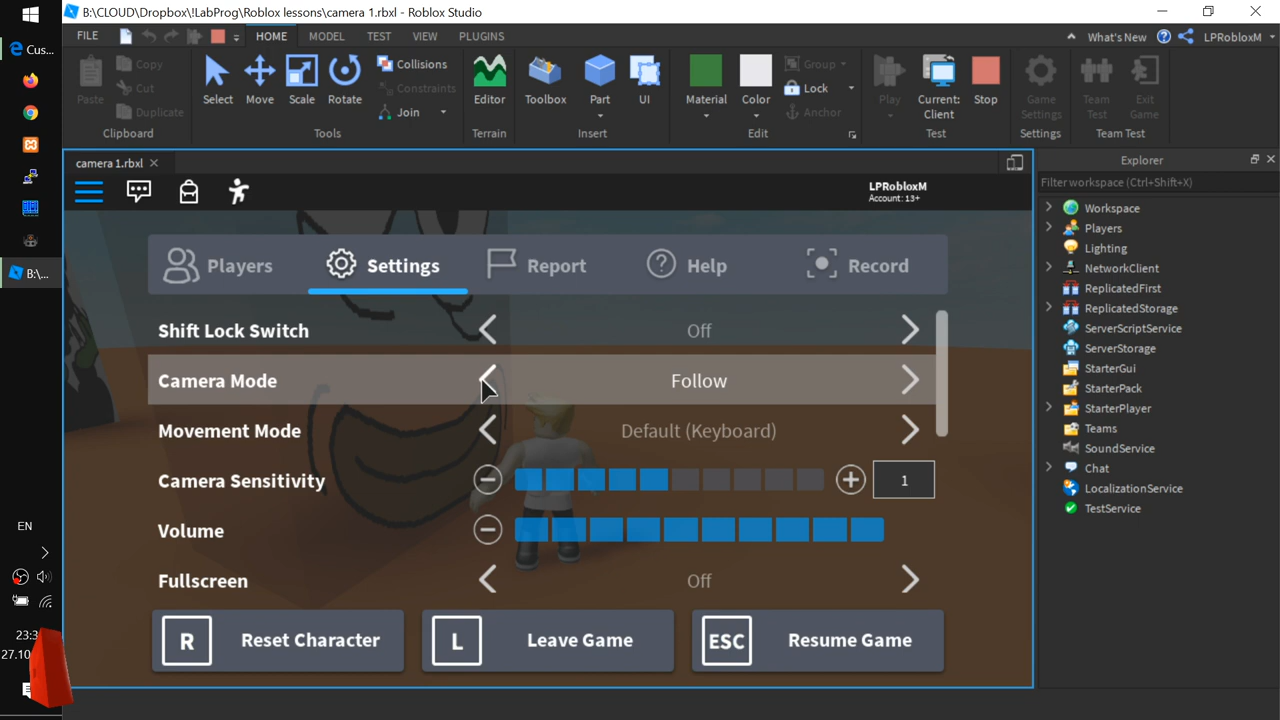 B:\CLOUD\Dropbox\!LabProg\Roblox lessons\camera 1.rbxl - Roblox Studio
FILE HOME MODEL TEST VIEW PLUGINS What's New LPRobloxM
Paste Copy Cut Duplicate
Clipboard
Select Move Scale Rotate Collisions Constraints Join
Tools
Editor
Terrain
Toolbox Part UI
Insert
Material Color Group Lock Anchor
Edit
Play Current: Client Stop
Test
Game Settings
Settings
Team Test Exit Game
Team Test
Cus...
B:\...
EN
23:3
27.10
camera 1.rbxl
LPRobloxM
Account: 13+
Players Settings Report Help Record
Shift Lock Switch Off
Camera Mode Follow
Movement Mode Default (Keyboard)
Camera Sensitivity 1
Volume
Fullscreen Off
R Reset Character L Leave Game ESC Resume Game
Explorer
Filter workspace (Ctrl+Shift+X)
Workspace
Players
Lighting
NetworkClient
ReplicatedFirst
ReplicatedStorage
ServerScriptService
ServerStorage
StarterGui
StarterPack
StarterPlayer
Teams
SoundService
Chat
LocalizationService
TestService